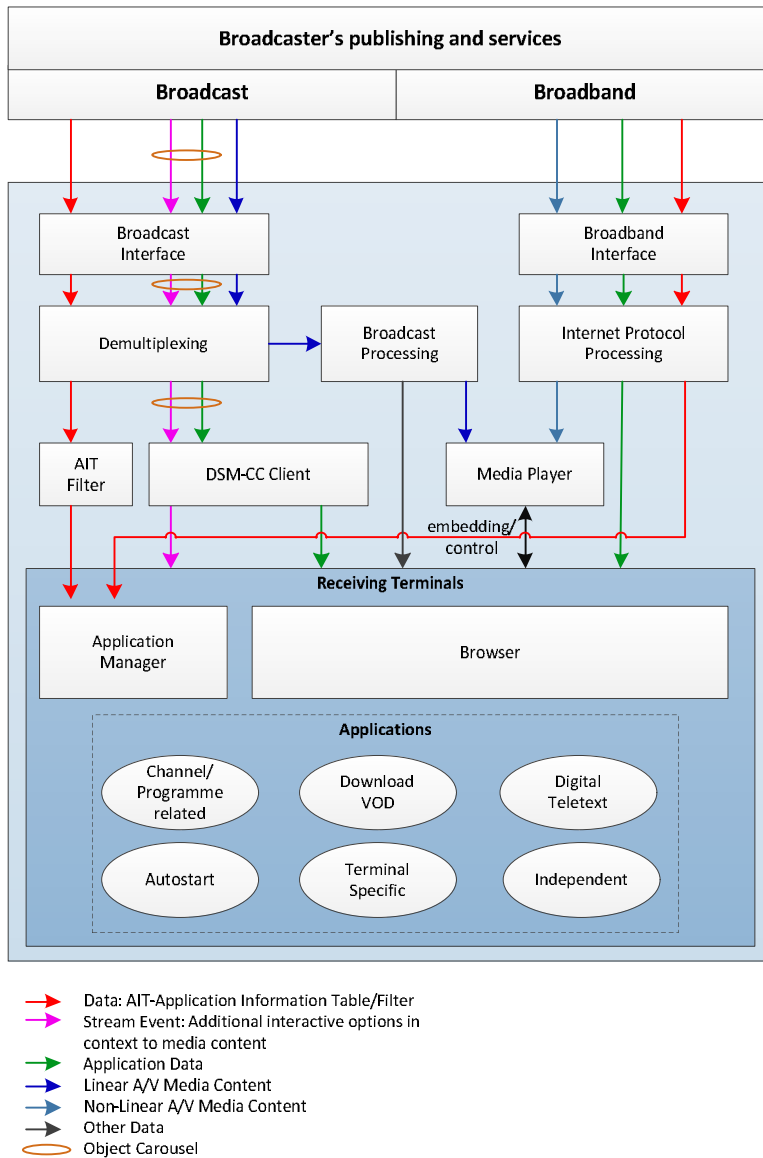 Broadcaster's publishing and services
Broadcast
Broadband
Broadcast
Interface
Broadband
Interface
Demultiplexing
Broadcast
Processing
Internet Protocol
Processing
AIT
Filter
DSM-CC Client
Media Player
embedding/
control
Receiving Terminals
Application
Manager
Browser
Applications
Channel/
Programme
related
Download
VOD
Digital
Teletext
Autostart
Terminal
Specific
Independent
Data: AIT-Application Information Table/Filter
Stream Event: Additional interactive options in
context to media content
Application Data
Linear A/V Media Content
Non-Linear A/V Media Content
Other Data
Object Carousel